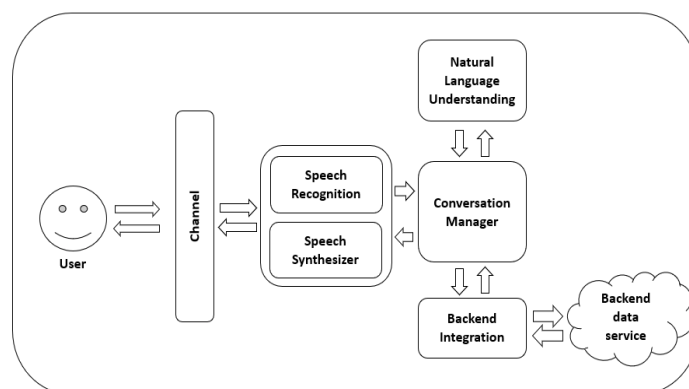 Natural
Language
Understanding
Speech
Recognition
Channel
Conversation
Manager
Speech
Synthesizer
User
Backend
Integration
Backend
data
service